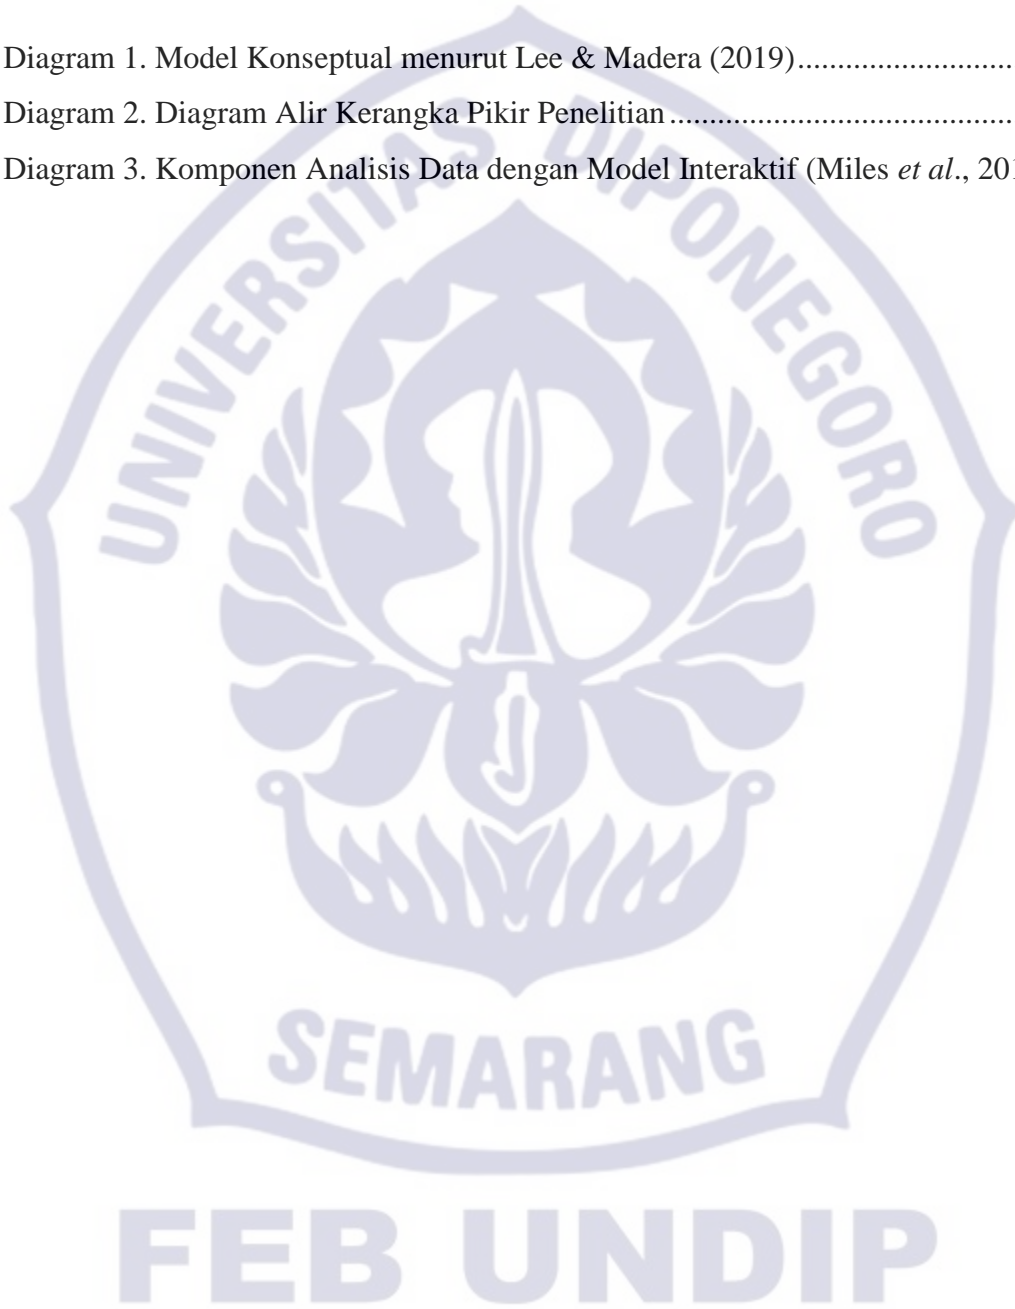 Diagram 1. Model Konseptual menurut Lee & Madera (2019).........................
Diagram 2. Diagram Alir Kerangka Pikir Penelitian..........................................
Diagram 3. Komponen Analisis Data dengan Model Interaktif (Miles et al., 201
UNIVERSITAS DIPONEGORO
SEMARANG
FEB UNDIP